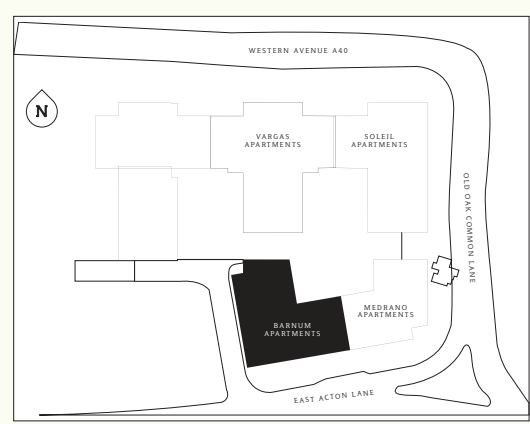 WESTERN AVENUE A40
N
VARGAS
APARTMENTS
SOLEIL
APARTMENTS
OLD OAK COMMON LANE
MEDRANO
APARTMENTS
BARNUM
APARTMENTS
EAST ACTON LANE